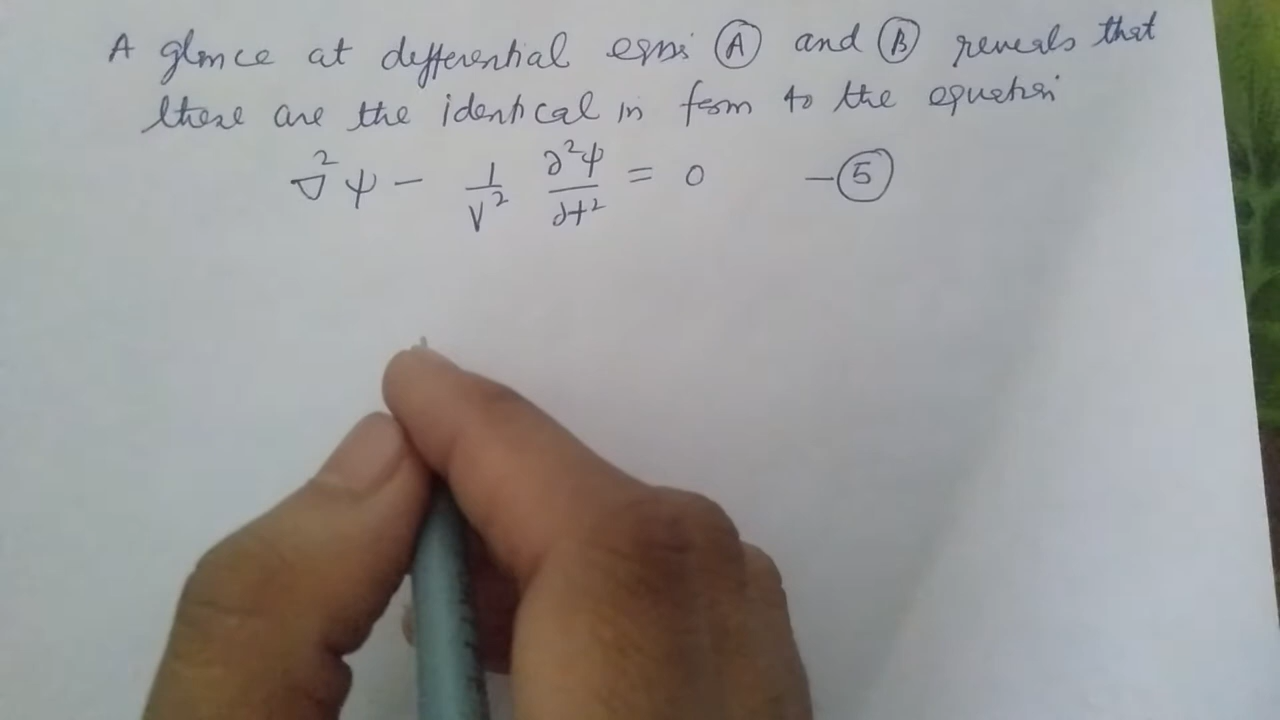 A glance at differential eqns Ⓐ and Ⓑ reveals that
these are the identical in form to the equation
∇²ψ - 1/V² ∂²ψ/∂t² = 0 -⑤